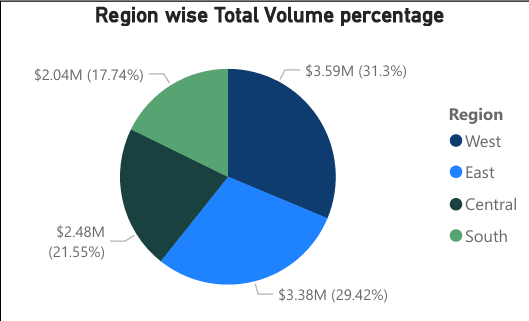 Region wise Total Volume percentage
$2.04M (17.74%)
$3.59M (31.3%)
Region
West
East
Central
South
$2.48M
(21.55%)
$3.38M (29.42%)